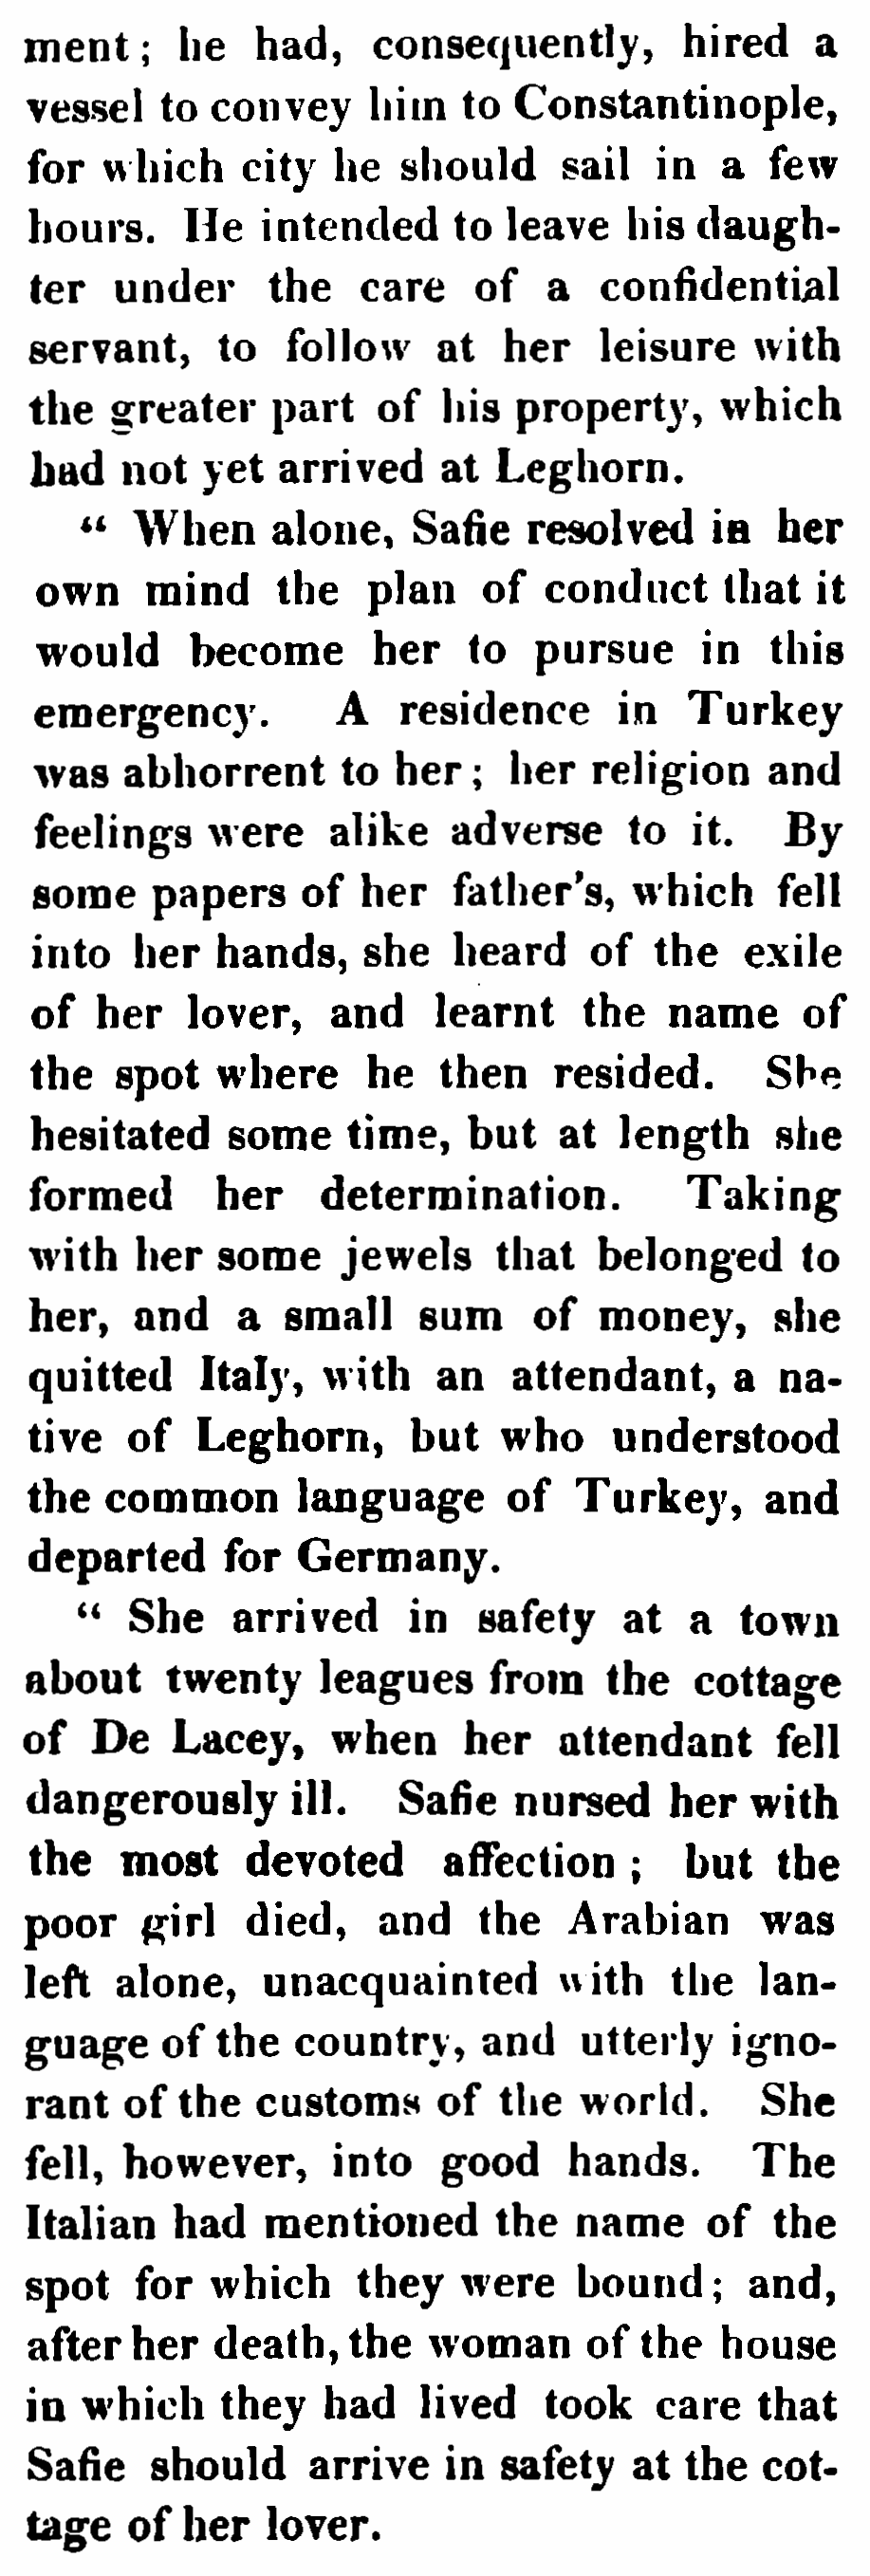 ment; he had, consequently, hired a
vessel to convey him to Constantinople,
for which city he should sail in a few
hours. He intended to leave his daugh-
ter under the care of a confidential
servant, to follow at her leisure with
the greater part of his property, which
had not yet arrived at Leghorn.
“ When alone, Safie resolved in her
own mind the plan of conduct that it
would become her to pursue in this
emergency. A residence in Turkey
was abhorrent to her; her religion and
feelings were alike adverse to it. By
some papers of her father's, which fell
into her hands, she heard of the exile
of her lover, and learnt the name of
the spot where he then resided. She
hesitated some time, but at length she
formed her determination. Taking
with her some jewels that belonged to
her, and a small sum of money, she
quitted Italy, with an attendant, a na-
tive of Leghorn, but who understood
the common language of Turkey, and
departed for Germany.
“ She arrived in safety at a town
about twenty leagues from the cottage
of De Lacey, when her attendant fell
dangerously ill. Safie nursed her with
the most devoted affection; but the
poor girl died, and the Arabian was
left alone, unacquainted with the lan-
guage of the country, and utterly igno-
rant of the customs of the world. She
fell, however, into good hands. The
Italian had mentioned the name of the
spot for which they were bound; and,
after her death, the woman of the house
in which they had lived took care that
Safie should arrive in safety at the cot-
tage of her lover.